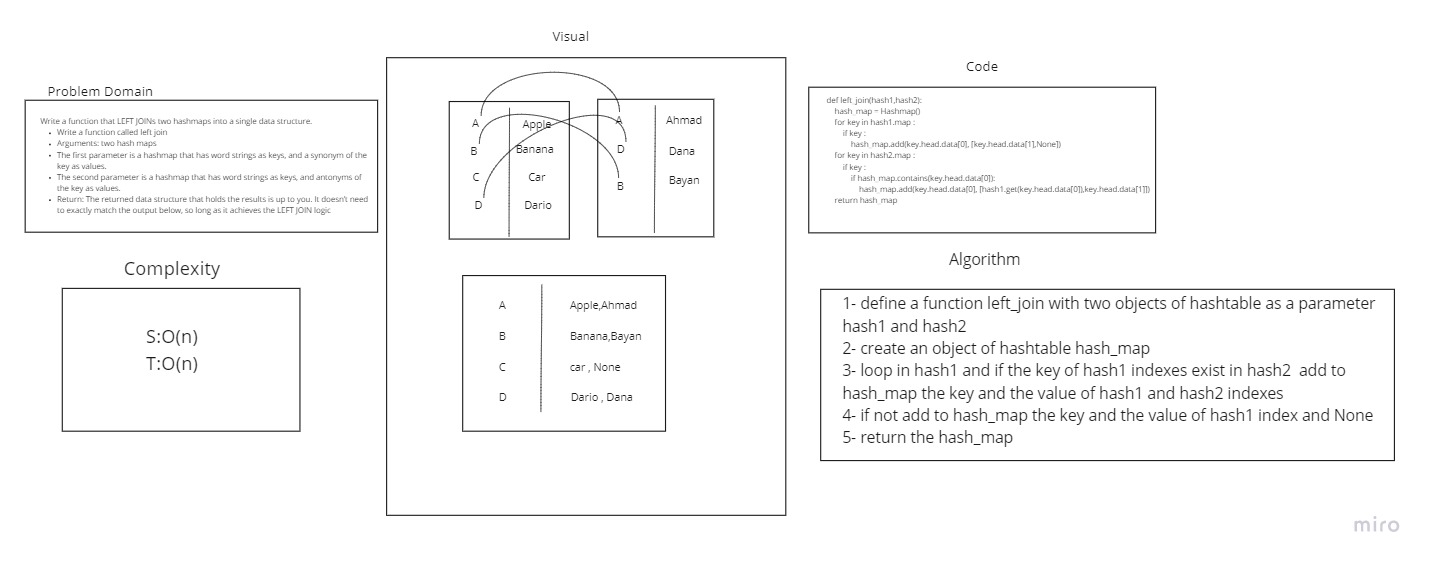 Visual
Problem Domain
Write a function that LEFT JOINs two hashmaps into a single data structure.
• Write a function called left join
• Arguments: two hash maps
• The first parameter is a hashmap that has word strings as keys, and a synonym of the
key as values.
• The second parameter is a hashmap that has word strings as keys, and antonyms of
the key as values.
• Return: The returned data structure that holds the results is up to you. It doesn't need
to exactly match the output below, so long as it achieves the LEFT JOIN logic
Complexity
S:O(n)
T:O(n)
A Apple
B Banana
C Car
D Dario
A Ahmad
D Dana
B Bayan
A Apple,Ahmad
B Banana,Bayan
C car , None
D Dario , Dana
Code
def left_join(hash1,hash2):
hash_map = Hashmap()
for key in hash1.map :
if key :
hash_map.add(key.head.data[0], [key.head.data[1],None])
for key in hash2.map :
if key :
if hash_map.contains(key.head.data[0]):
hash_map.add(key.head.data[0], [hash1.get(key.head.data[0]),key.head.data[1]])
return hash_map
Algorithm
1- define a function left_join with two objects of hashtable as a parameter
hash1 and hash2
2- create an object of hashtable hash_map
3- loop in hash1 and if the key of hash1 indexes exist in hash2 add to
hash_map the key and the value of hash1 and hash2 indexes
4- if not add to hash_map the key and the value of hash1 index and None
5- return the hash_map
miro